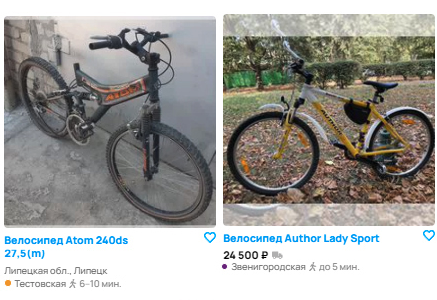 Велосипед Atom 240ds
27,5(m)
Липецкая обл., Липецк
Тестовская 6–10 мин.
Велосипед Author Lady Sport
24 500 ₽
Звенигородская до 5 мин.